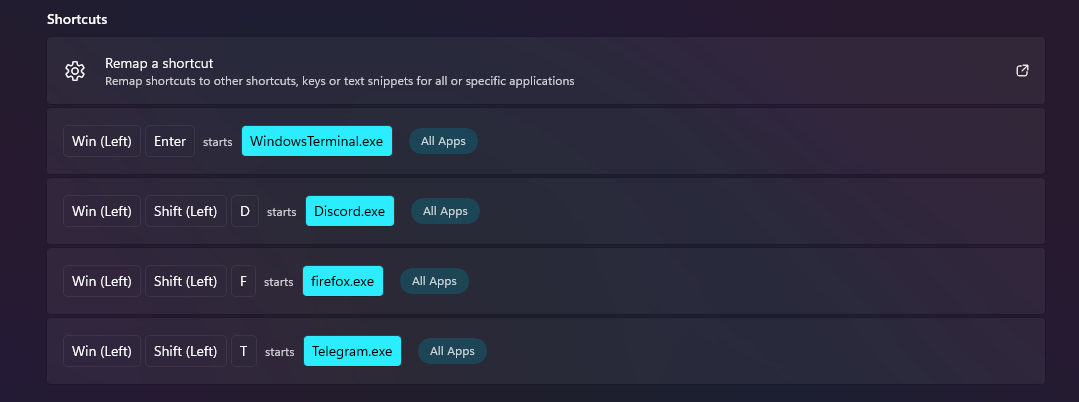 Shortcuts
Remap a shortcut
Remap shortcuts to other shortcuts, keys or text snippets for all or specific applications
Win (Left) Enter starts WindowsTerminal.exe All Apps
Win (Left) Shift (Left) D starts Discord.exe All Apps
Win (Left) Shift (Left) F starts firefox.exe All Apps
Win (Left) Shift (Left) T starts Telegram.exe All Apps